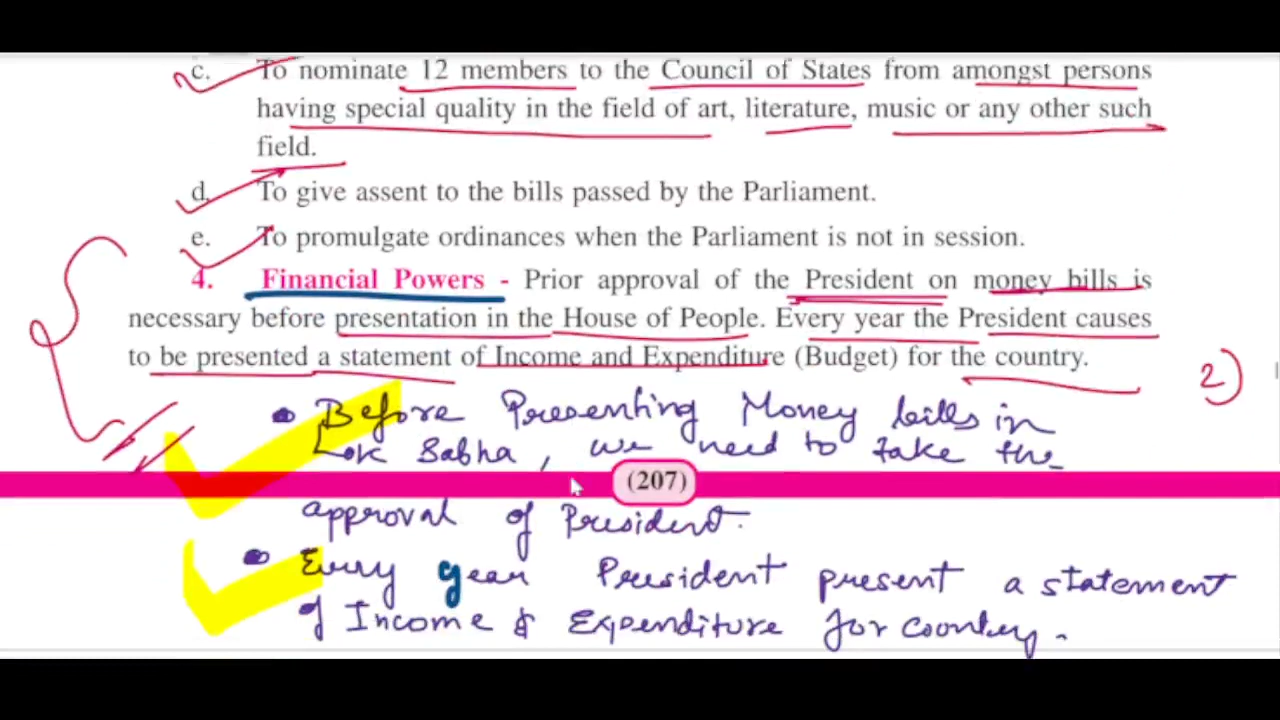 c. To nominate 12 members to the Council of States from amongst persons
having special quality in the field of art, literature, music or any other such
field.
d. To give assent to the bills passed by the Parliament.
e. To promulgate ordinances when the Parliament is not in session.
4. Financial Powers - Prior approval of the President on money bills is
necessary before presentation in the House of People. Every year the President causes
to be presented a statement of Income and Expenditure (Budget) for the country.
2)
• Before Presenting Money bills in
Lok Sabha, we need to take the
(207)
approval of President.
• Every year President present a statement
of Income & Expenditure for country.